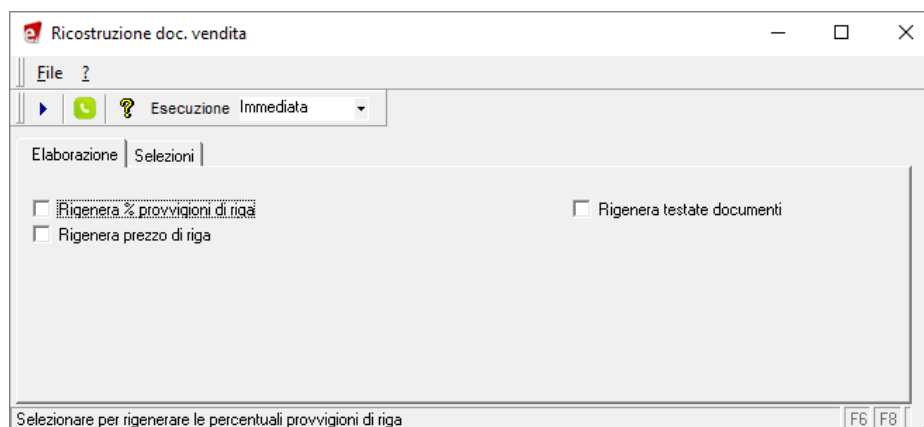 Ricostruzione doc. vendita
File ?
Esecuzione Immediata
Elaborazione Selezioni
Rigenera % provvigioni di riga Rigenera testate documenti
Rigenera prezzo di riga
Selezionare per rigenerare le percentuali provvigioni di riga F6 F8